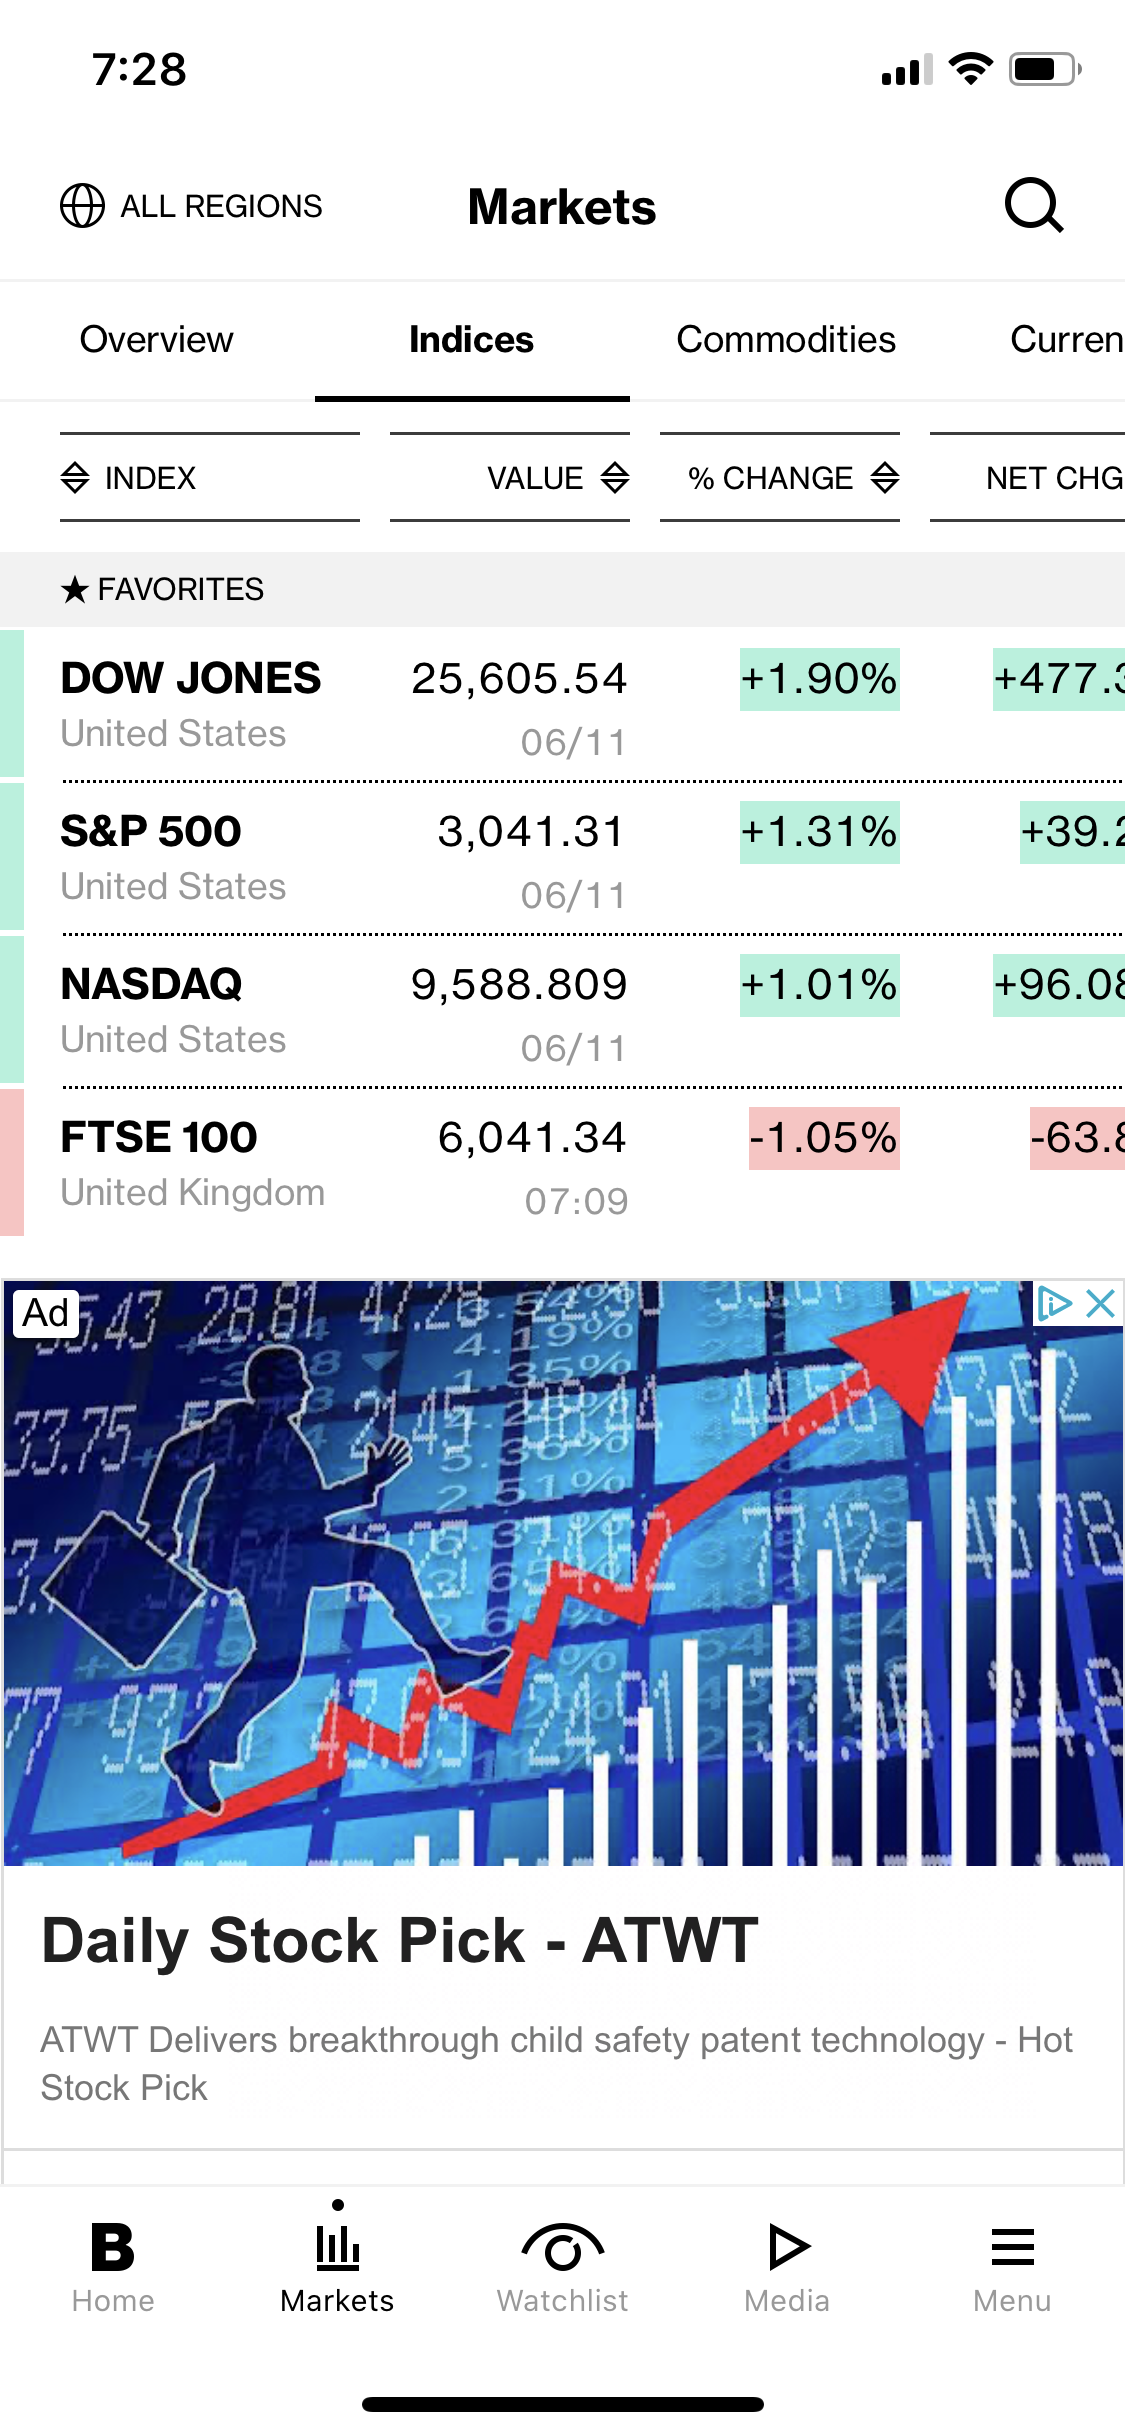 7:28
ALL REGIONS Markets
Overview Indices Commodities Curren
INDEX VALUE % CHANGE NET CHG
★ FAVORITES
DOW JONES 25,605.54 +1.90% +477.3
United States 06/11
S&P 500 3,041.31 +1.31% +39.2
United States 06/11
NASDAQ 9,588.809 +1.01% +96.08
United States 06/11
FTSE 100 6,041.34 -1.05% -63.8
United Kingdom 07:09
Ad
Daily Stock Pick - ATWT
ATWT Delivers breakthrough child safety patent technology - Hot
Stock Pick
B
Home Markets Watchlist Media Menu